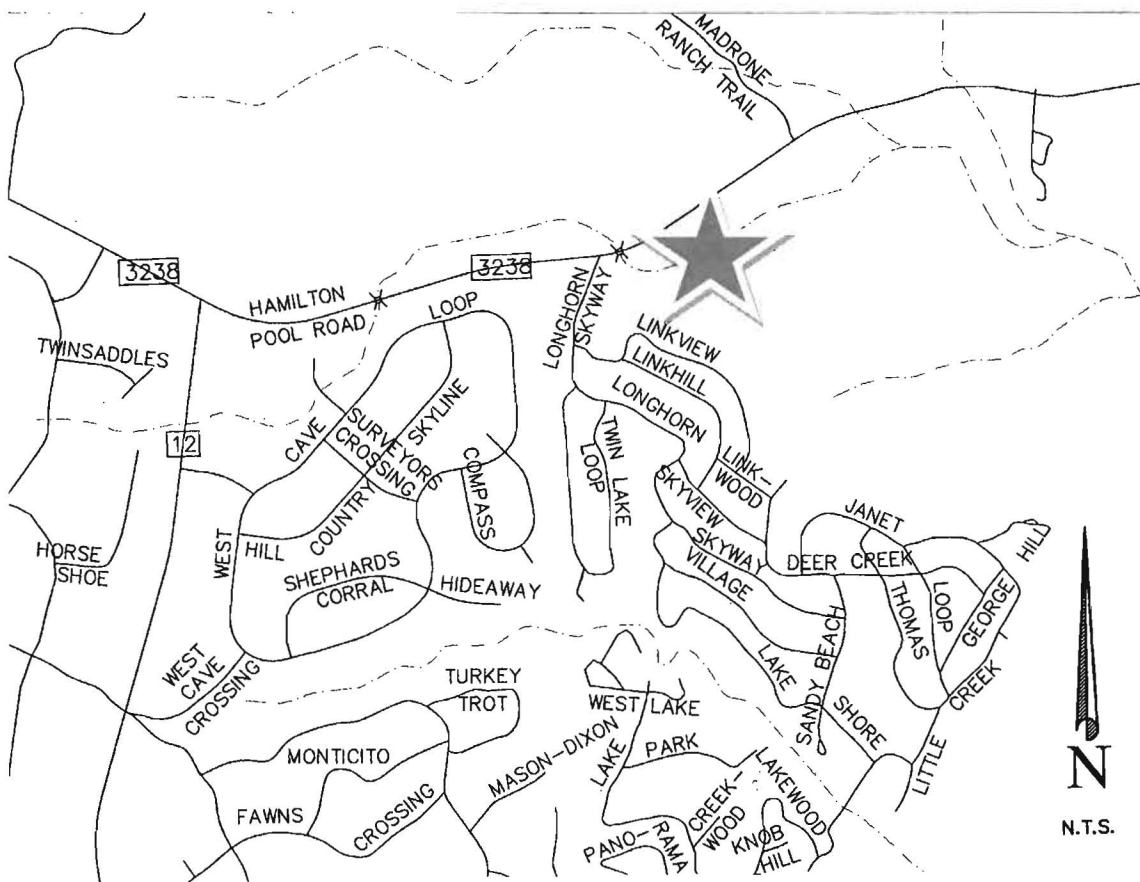 MADRONE
RANCH TRAIL
3238
3238
HAMILTON
POOL ROAD
LOOP
LONGHORN
SKYWAY
LINKVIEW
LINKHILL
LONGHORN
TWINSADDLES
12
CAVE
SURVEYORS
CROSSING
SKYLINE
COUNTRY
COMPASS
TWIN LAKE
LOOP
LINK-
WOOD
SKYVIEW
SKYWAY
VILLAGE
JANET
DEER CREEK
HILL
HORSE
SHOE
WEST
HILL
SHEPHARDS
CORRAL
HIDEAWAY
THOMAS
LOOP
GEORGE
SANDY BEACH
LAKE
SHORE
LITTLE
CREEK
WEST
CAVE
CROSSING
TURKEY
TROT
WEST LAKE
MONTICITO
MASON-DIXON
LAKE
PARK
FAWNS
CROSSING
CREEK-
WOOD
LAKEWOOD
KNOB
HILL
PANO-
RAMA
N
N.T.S.